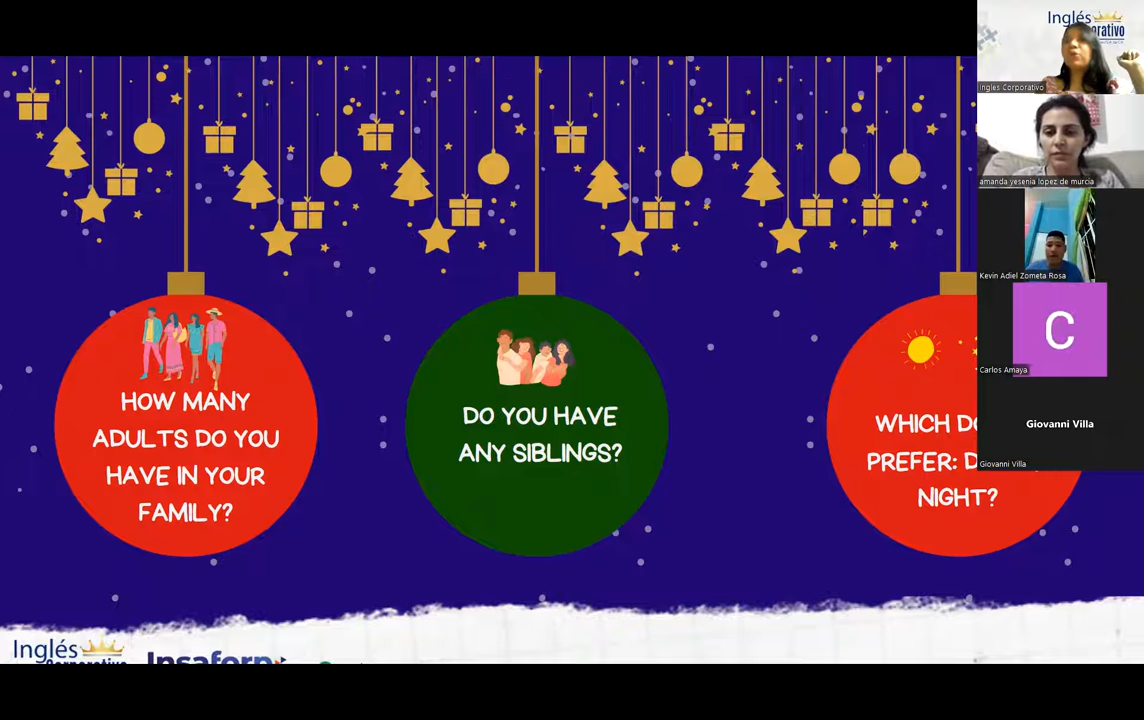 HOW MANY
ADULTS DO YOU
HAVE IN YOUR
FAMILY?
DO YOU HAVE
ANY SIBLINGS?
WHICH
PREFER:
NIGHT?
Inglés
Corporativo
Insaforp
Inglés
Ingles Corporativo
amanda yesenia lopez de murcia
Kevin Adiel Zometa Rosa
C
Carlos Amaya
Giovanni Villa
Giovanni Villa